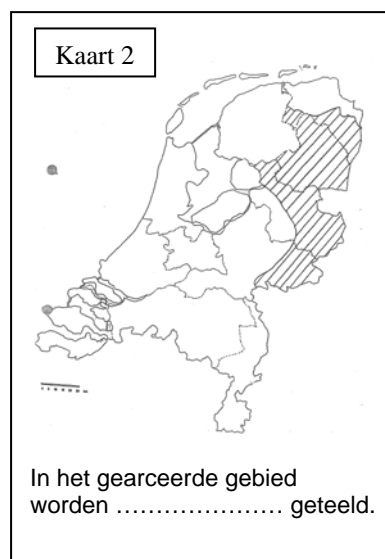 Kaart 2
In het gearceerde gebied
worden ………………… geteeld.